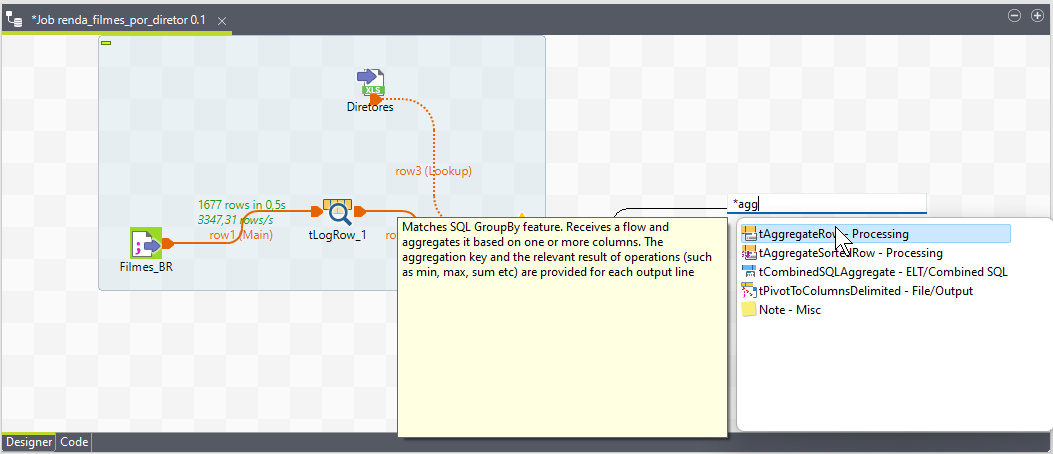 *Job renda_filmes_por_diretor 0.1
XLS
Diretores
row3 (Lookup)
1677 rows in 0,5s
3347,31 rows/s
row1 (Main)
tLogRow_1
Filmes_BR
*agg
Matches SQL GroupBy feature. Receives a flow and
aggregates it based on one or more columns. The
aggregation key and the relevant result of operations (such
as min, max, sum etc) are provided for each output line
tAggregateRow - Processing
tAggregateSortedRow - Processing
tCombinedSQLAggregate - ELT/Combined SQL
tPivotToColumnsDelimited - File/Output
Note - Misc
Designer
Code